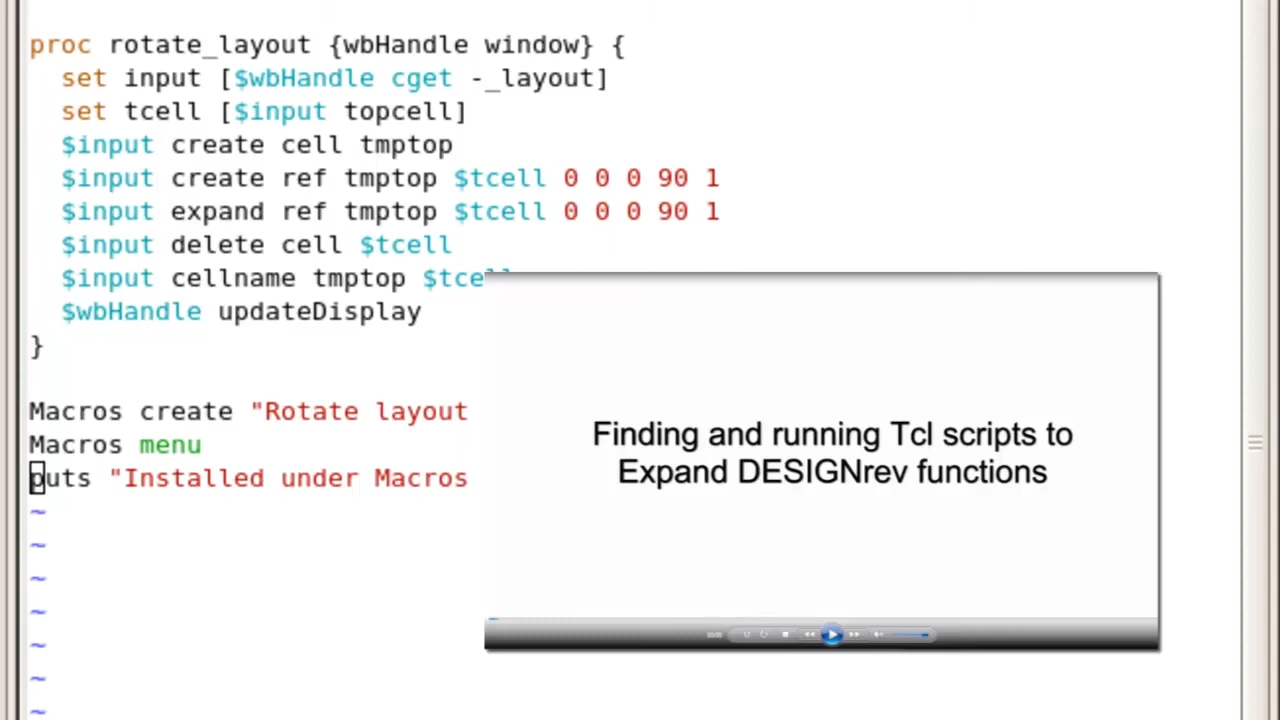 proc rotate_layout {wbHandle window} {
set input [$wbHandle cget -_layout]
set tcell [$input topcell]
$input create cell tmptop
$input create ref tmptop $tcell 0 0 0 90 1
$input expand ref tmptop $tcell 0 0 0 90 1
$input delete cell $tcell
$input cellname tmptop $tce
$wbHandle updateDisplay
}
Macros create "Rotate layout
Macros menu
puts "Installed under Macros
~
~
~
~
~
~
~
Finding and running Tcl scripts to
Expand DESIGNrev functions